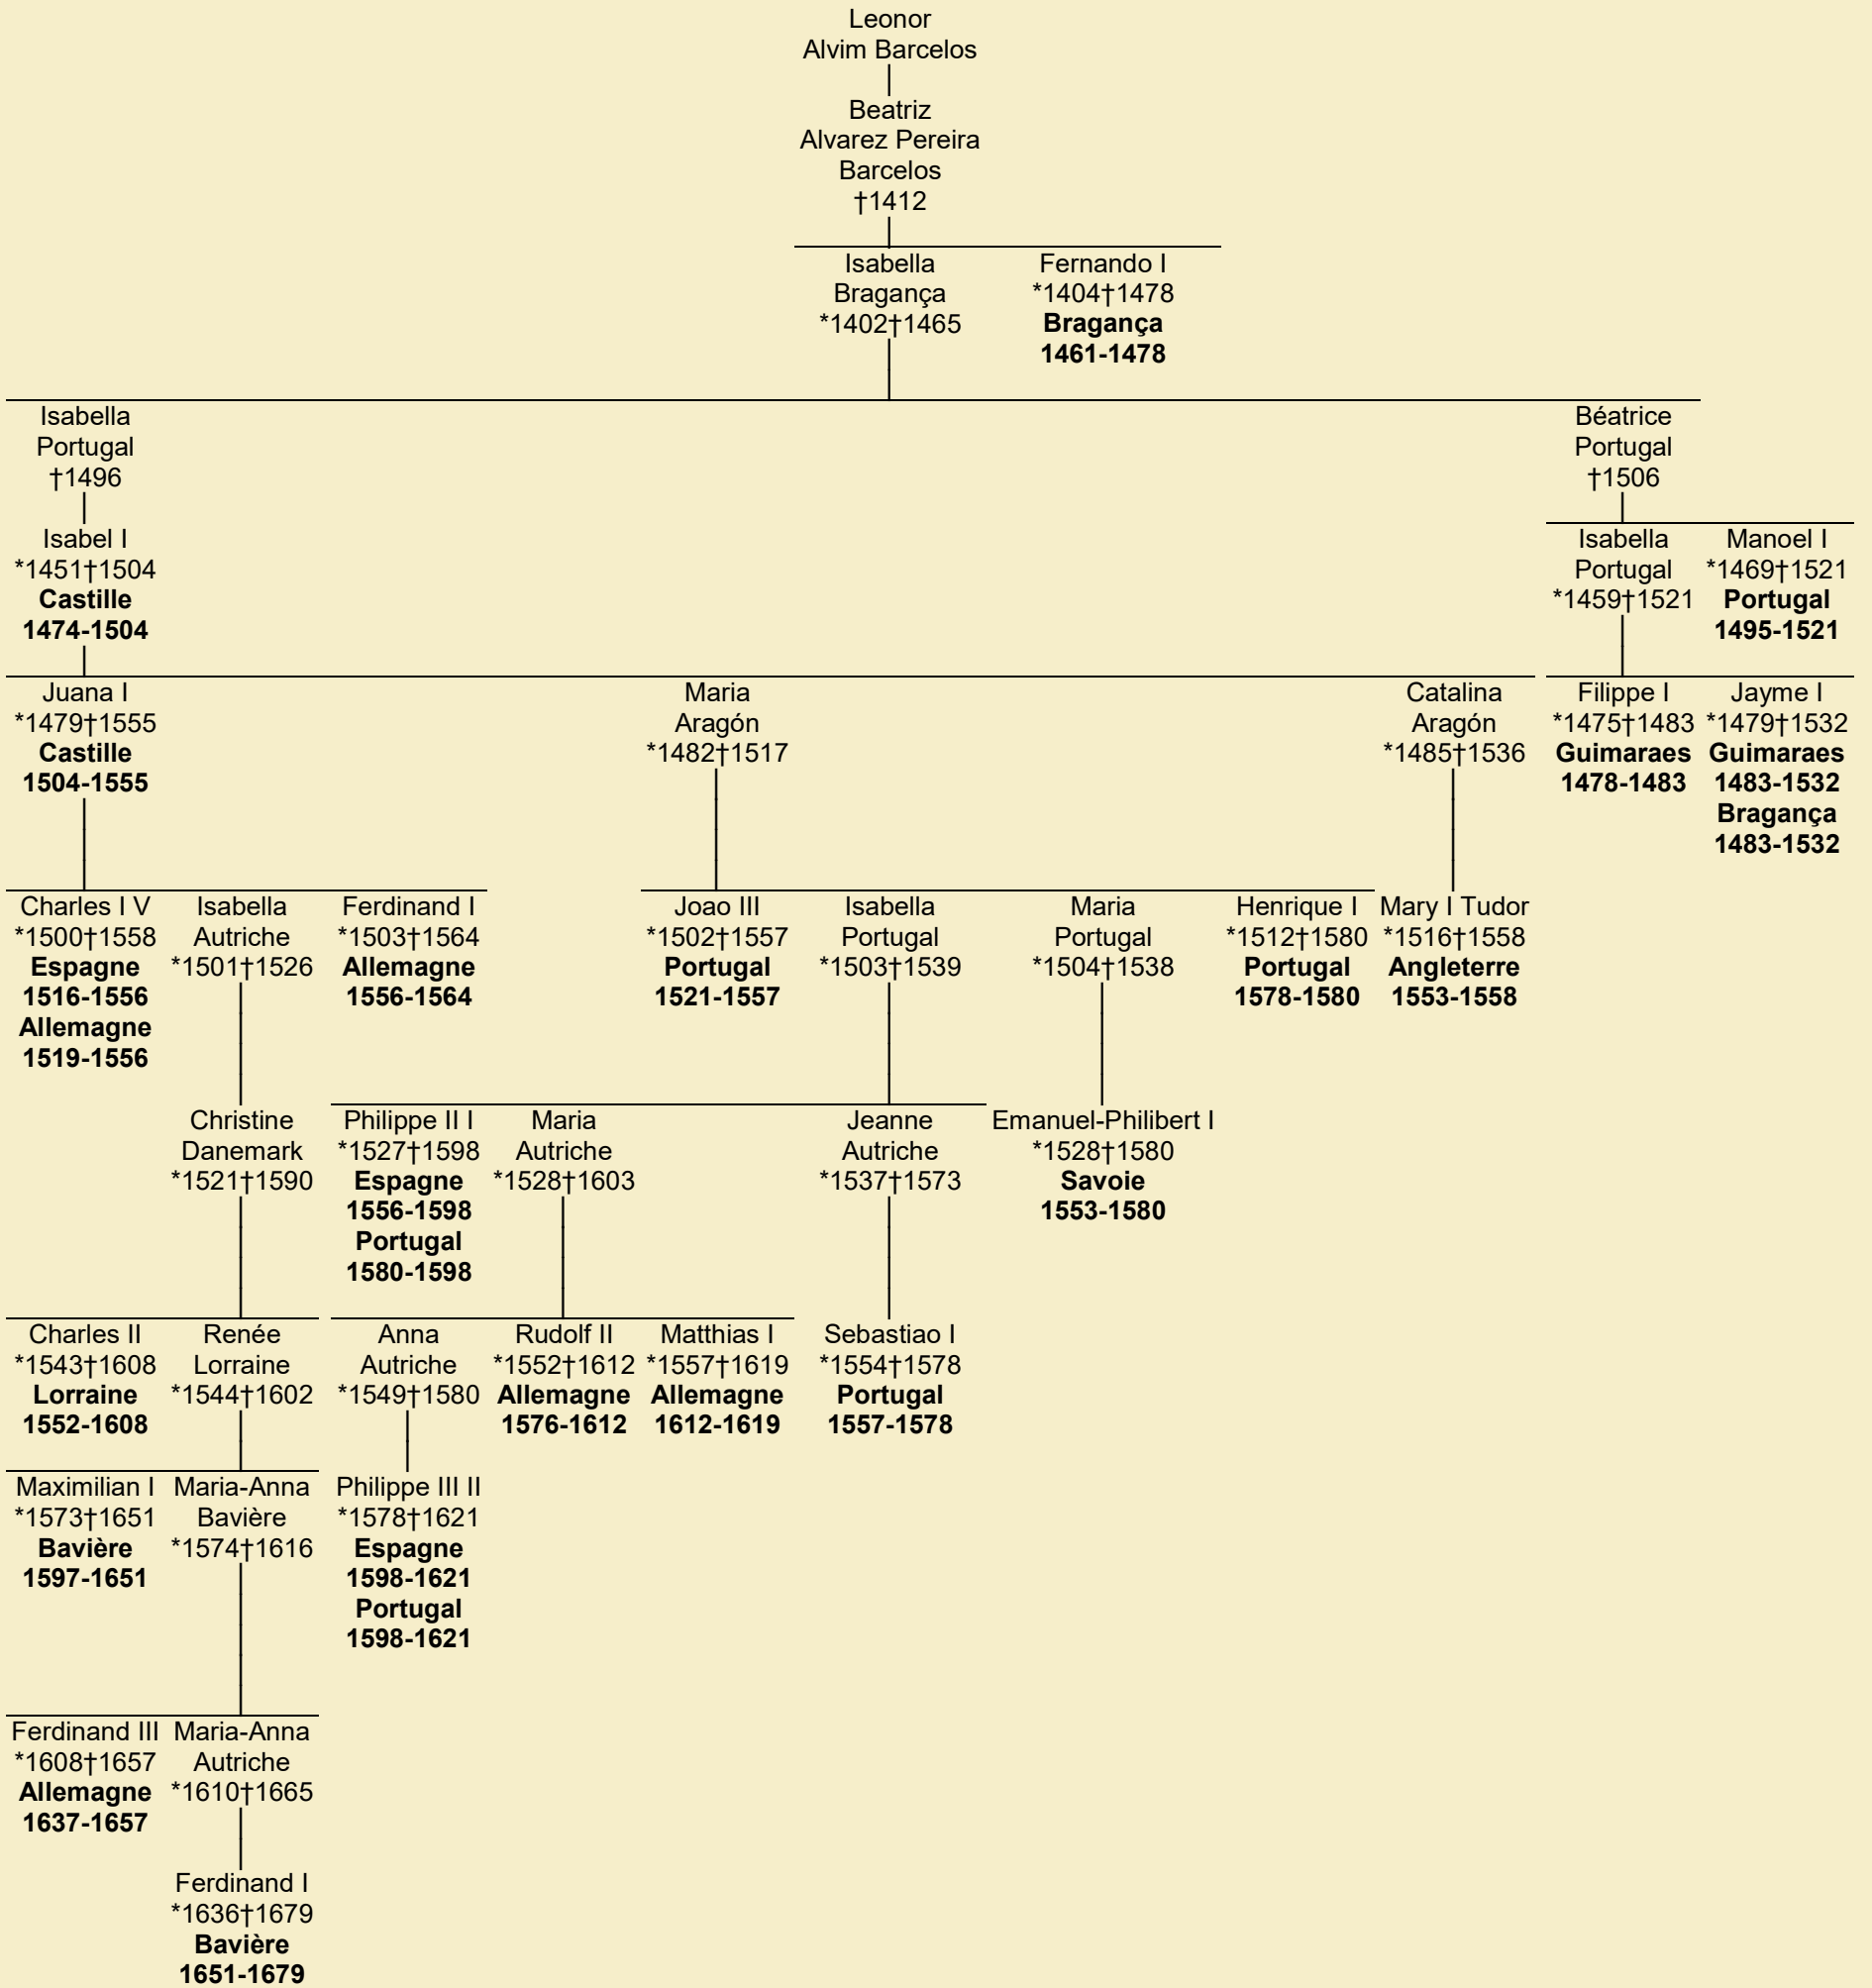 Leonor
Alvim Barcelos
Beatriz
Alvarez Pereira
Barcelos
†1412
Isabella
Bragança
*1402†1465
Fernando I
*1404†1478
Bragança
1461-1478
Isabella
Portugal
†1496
Béatrice
Portugal
†1506
Isabel I
*1451†1504
Castille
1474-1504
Isabella
Portugal
*1459†1521
Manoel I
*1469†1521
Portugal
1495-1521
Juana I
*1479†1555
Castille
1504-1555
Maria
Aragón
*1482†1517
Catalina
Aragón
*1485†1536
Filippe I
*1475†1483
Guimaraes
1478-1483
Jayme I
*1479†1532
Guimaraes
1483-1532
Bragança
1483-1532
Charles I V
*1500†1558
Espagne
1516-1556
Allemagne
1519-1556
Isabella
Autriche
*1501†1526
Ferdinand I
*1503†1564
Allemagne
1556-1564
Joao III
*1502†1557
Portugal
1521-1557
Isabella
Portugal
*1503†1539
Maria
Portugal
*1504†1538
Henrique I
*1512†1580
Portugal
1578-1580
Mary I Tudor
*1516†1558
Angleterre
1553-1558
Christine
Danemark
*1521†1590
Philippe II I
*1527†1598
Espagne
1556-1598
Portugal
1580-1598
Maria
Autriche
*1528†1603
Jeanne
Autriche
*1537†1573
Emanuel-Philibert I
*1528†1580
Savoie
1553-1580
Charles II
*1543†1608
Lorraine
1552-1608
Renée
Lorraine
*1544†1602
Anna
Autriche
*1549†1580
Rudolf II
*1552†1612
Allemagne
1576-1612
Matthias I
*1557†1619
Allemagne
1612-1619
Sebastiao I
*1554†1578
Portugal
1557-1578
Maximilian I
*1573†1651
Bavière
1597-1651
Maria-Anna
Bavière
*1574†1616
Philippe III II
*1578†1621
Espagne
1598-1621
Portugal
1598-1621
Ferdinand III
*1608†1657
Allemagne
1637-1657
Maria-Anna
Autriche
*1610†1665
Ferdinand I
*1636†1679
Bavière
1651-1679